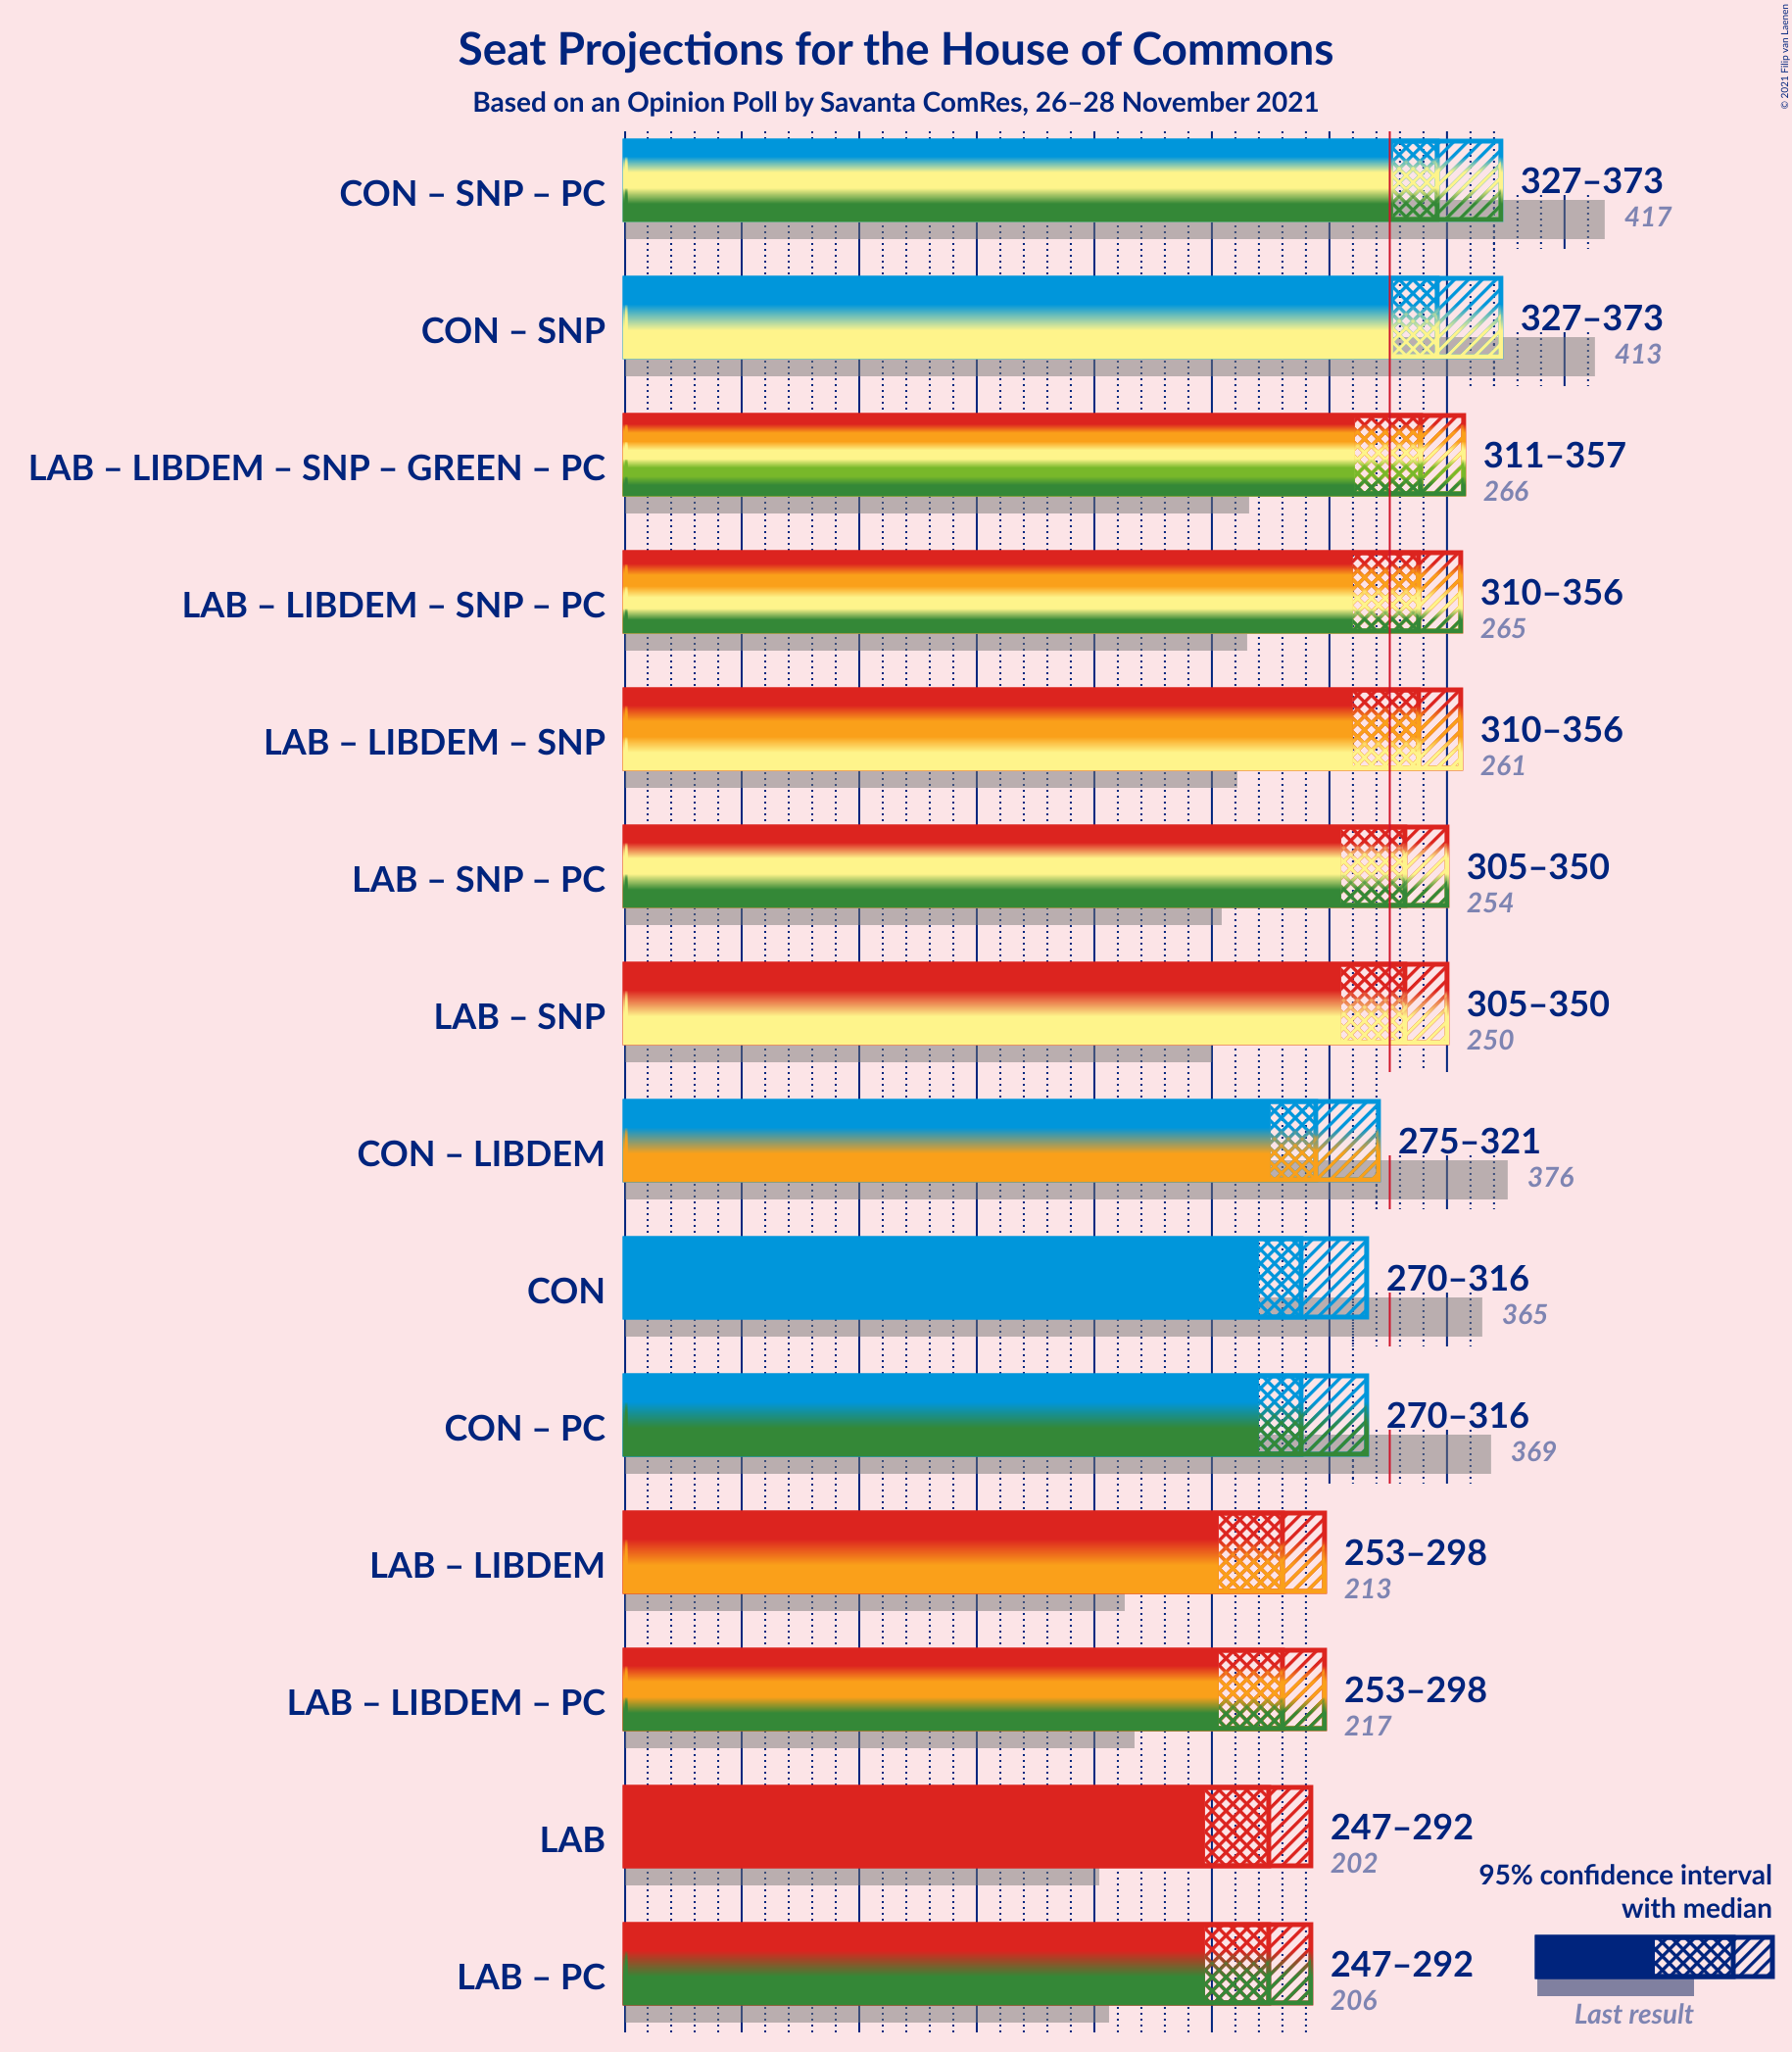 Seat Projections for the House of Commons
Based on an Opinion Poll by Savanta ComRes, 26–28 November 2021
© 2021 Filip van Laenen
CON – SNP – PC
327–373
417
CON – SNP
327–373
413
LAB – LIBDEM – SNP – GREEN – PC
311–357
266
LAB – LIBDEM – SNP – PC
310–356
265
LAB – LIBDEM – SNP
310–356
261
LAB – SNP – PC
305–350
254
LAB – SNP
305–350
250
CON – LIBDEM
275–321
376
CON
270–316
365
CON – PC
270–316
369
LAB – LIBDEM
253–298
213
LAB – LIBDEM – PC
253–298
217
LAB
247–292
202
LAB – PC
247–292
206
95% confidence interval
with median
Last result